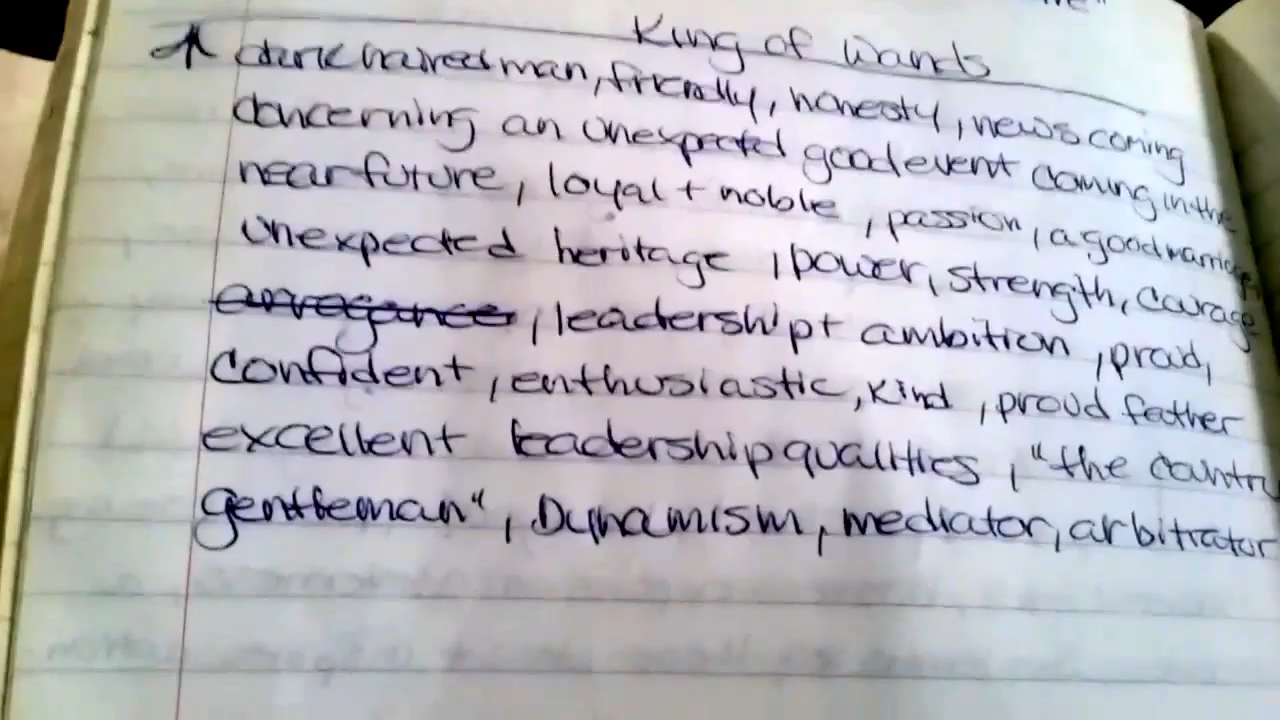 King of Wands
A dark haired man, friendly, honesty, news coming
concerning an unexpected good event coming in the
near future, loyal + noble, passion, a good marriage,
unexpected heritage, power, strength, courage
arrogance, leadership + ambition, proud,
confident, enthusiastic, kind, proud father
excellent leadership qualities, "the country
gentleman", Dynamism, mediator, arbitrator